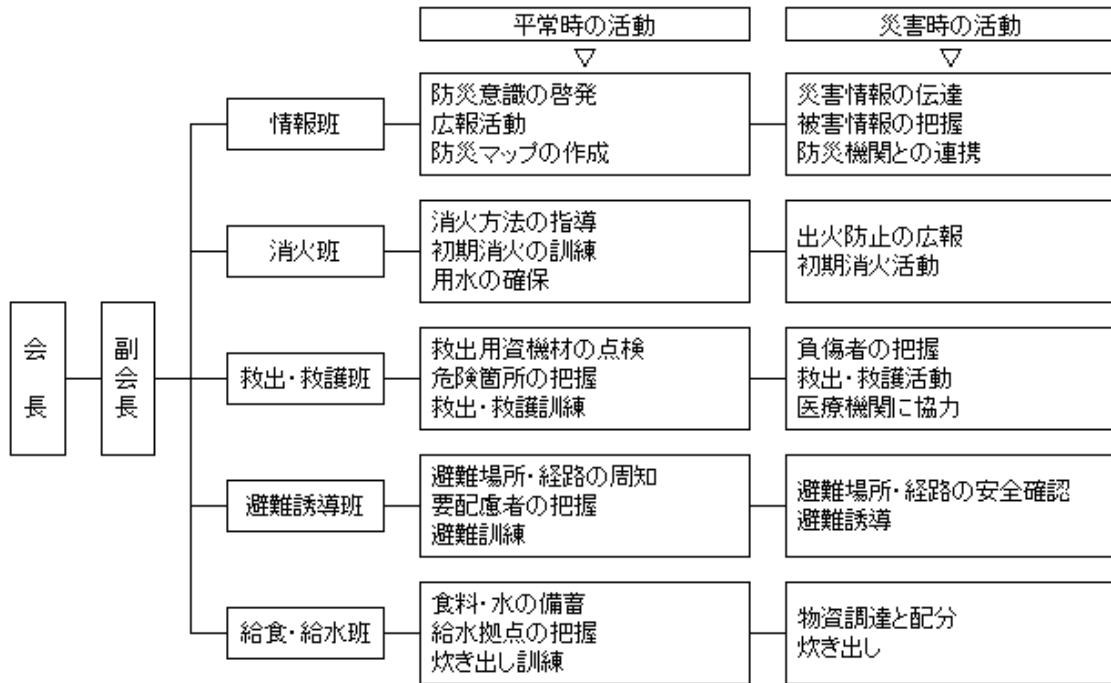 平常時の活動
災害時の活動
▽
▽
会長
副会長
情報班
防災意識の啓発
広報活動
防災マップの作成
災害情報の伝達
被害情報の把握
防災機関との連携
消火班
消火方法の指導
初期消火の訓練
用水の確保
出火防止の広報
初期消火活動
救出・救護班
救出用資機材の点検
危険箇所の把握
救出・救護訓練
負傷者の把握
救出・救護活動
医療機関に協力
避難誘導班
避難場所・経路の周知
要配慮者の把握
避難訓練
避難場所・経路の安全確認
避難誘導
給食・給水班
食料・水の備蓄
給水拠点の把握
炊き出し訓練
物資調達と配分
炊き出し